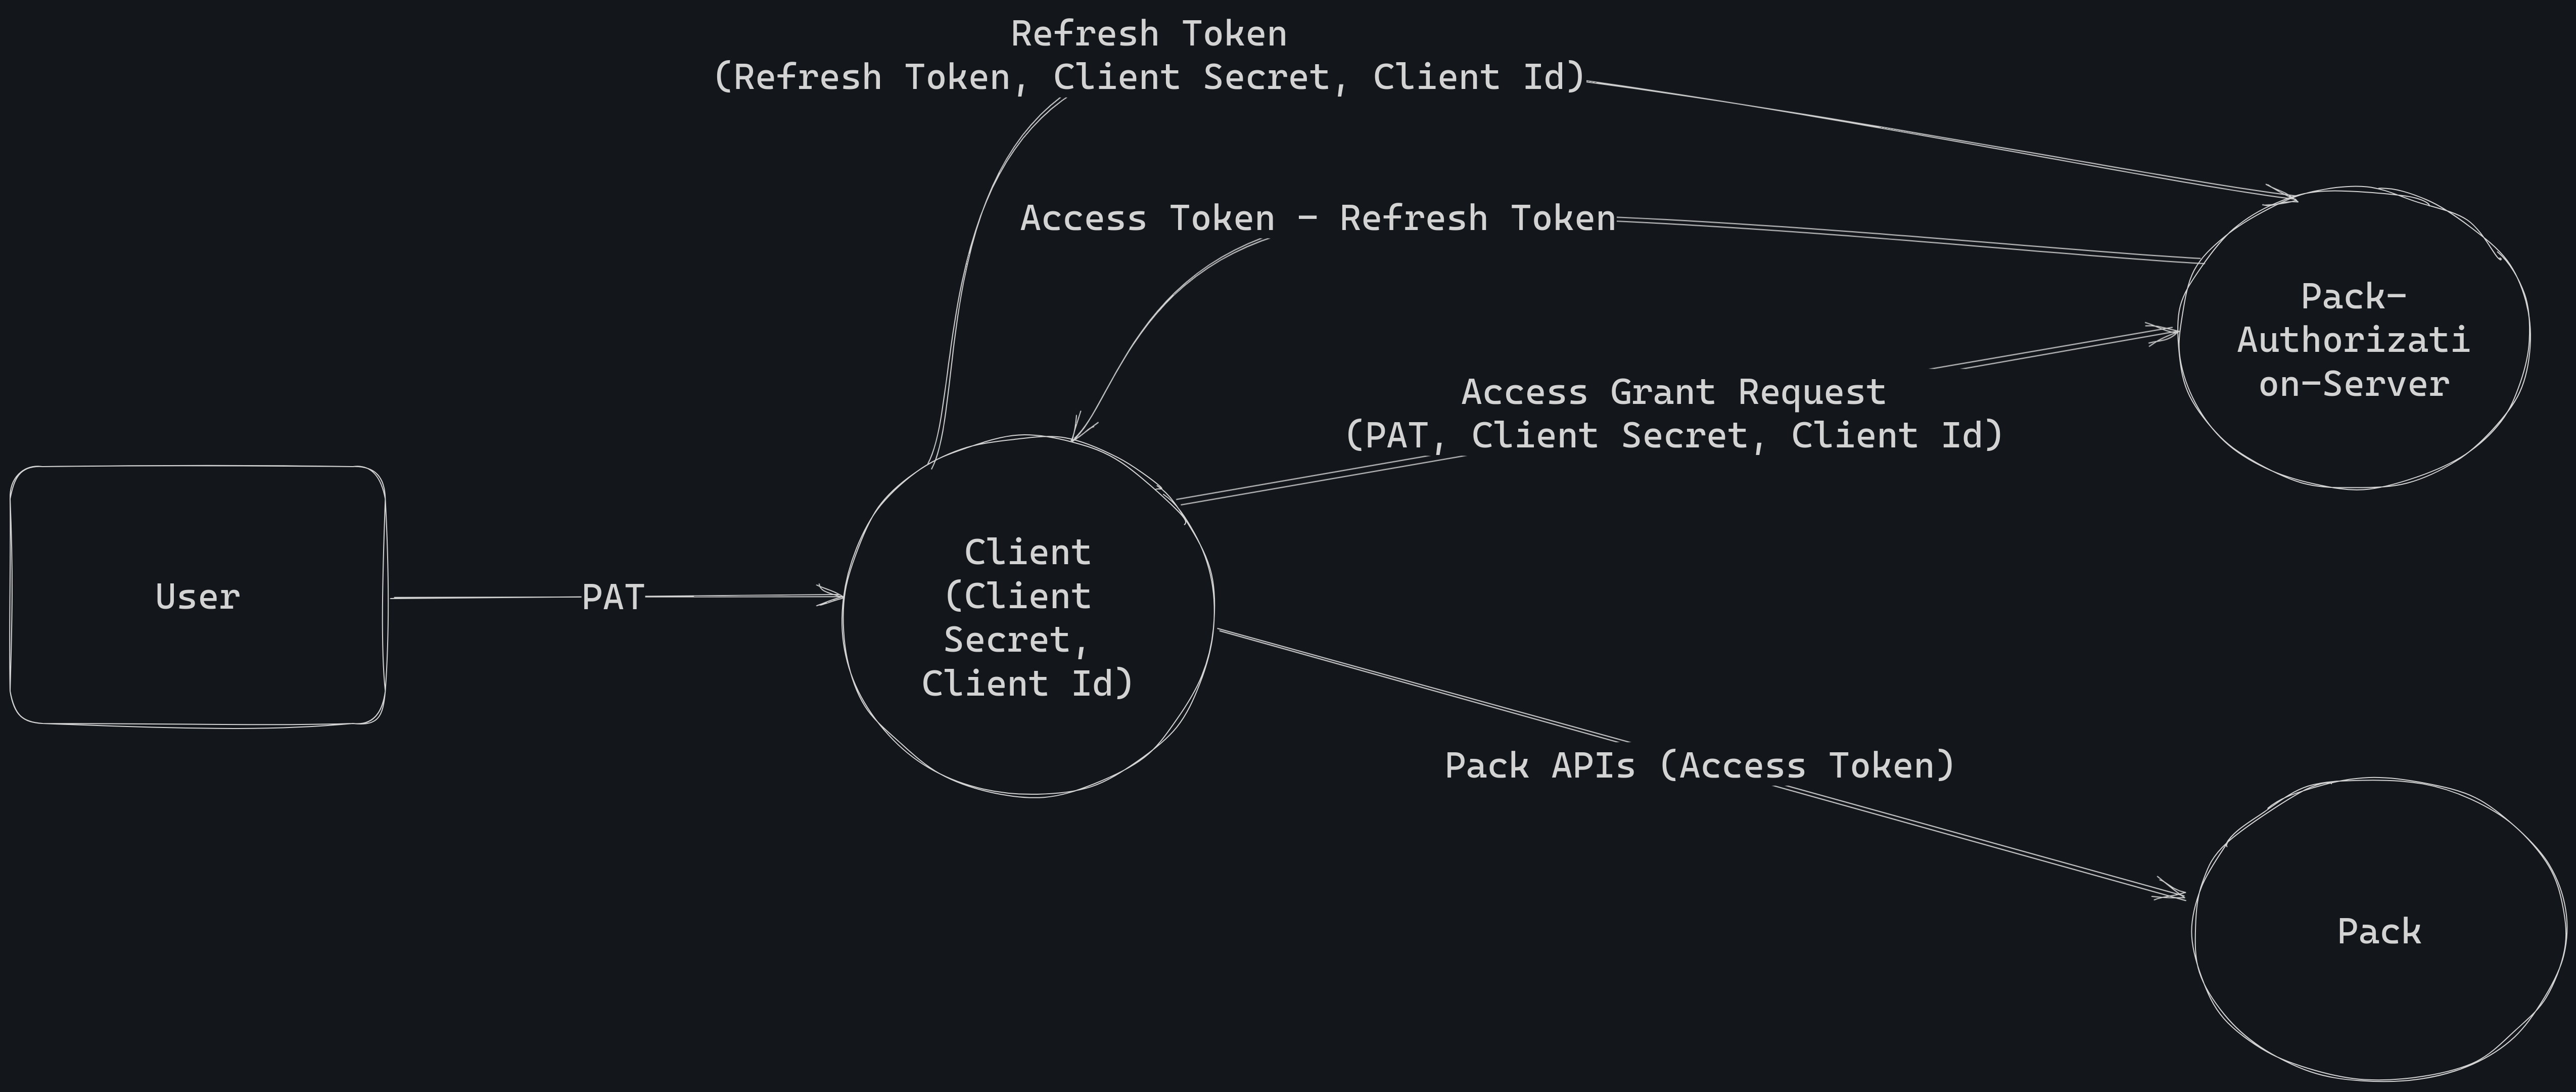 Refresh Token
(Refresh Token, Client Secret, Client Id)
Access Token - Refresh Token
Pack-
Authorizati
on-Server
Access Grant Request
(PAT, Client Secret, Client Id)
User
PAT
Client
(Client
Secret,
Client Id)
Pack APIs (Access Token)
Pack